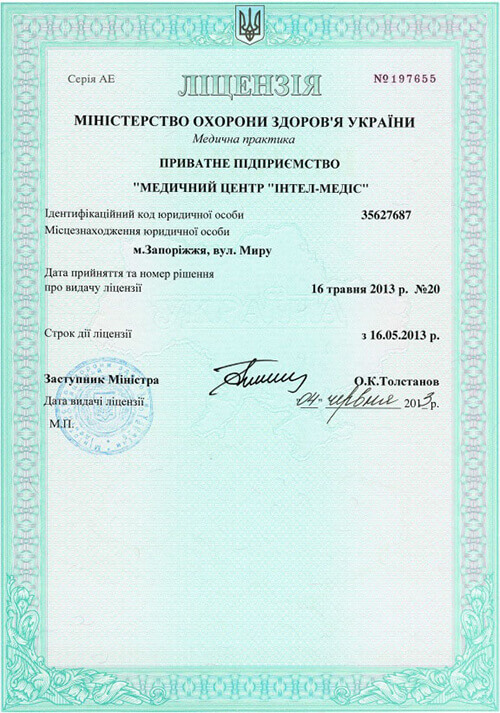 Серія АЕ
ЛІЦЕНЗІЯ
№197655
МІНІСТЕРСТВО ОХОРОНИ ЗДОРОВ'Я УКРАЇНИ
Медична практика
ПРИВАТНЕ ПІДПРИЄМСТВО
"МЕДИЧНИЙ ЦЕНТР "ІНТЕЛ-МЕДІС"
Ідентифікаційний код юридичної особи 35627687
Місцезнаходження юридичної особи
м.Запоріжжя, вул. Миру
Дата прийняття та номер рішення
про видачу ліцензії 16 травня 2013 р. №20
Строк дії ліцензії з 16.05.2013 р.
Заступник Міністра О.К.Толстанов
Дата видачі ліцензії "04" червня 2013р.
М.П.